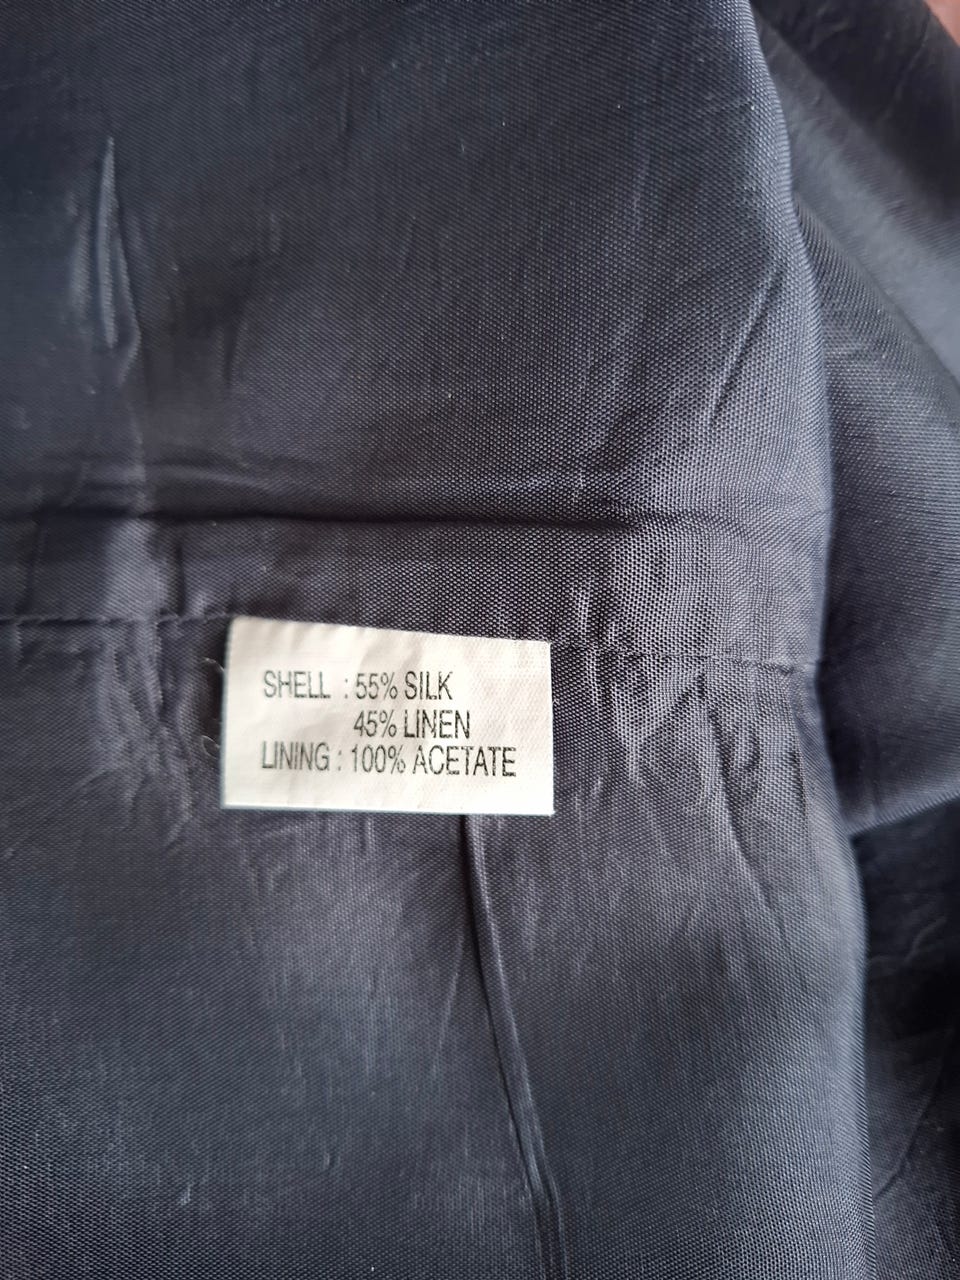 SHELL : 55% SILK
45% LINEN
LINING : 100% ACETATE